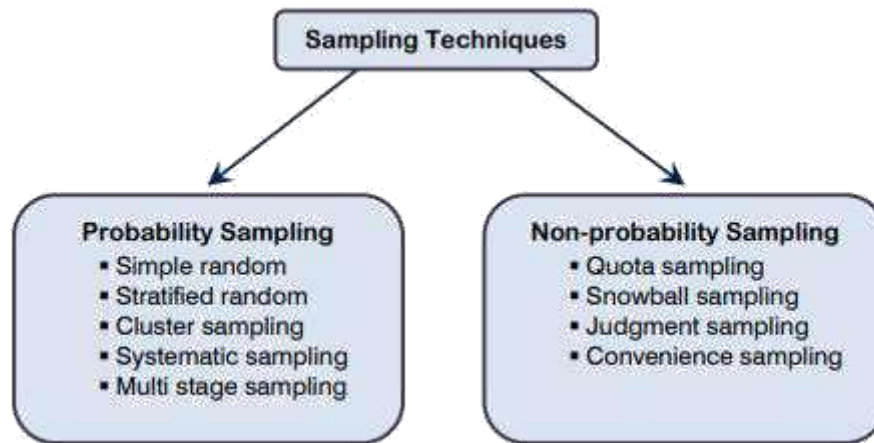 Sampling Techniques
Probability Sampling
▪ Simple random
▪ Stratified random
▪ Cluster sampling
▪ Systematic sampling
▪ Multi stage sampling
Non-probability Sampling
▪ Quota sampling
▪ Snowball sampling
▪ Judgment sampling
▪ Convenience sampling